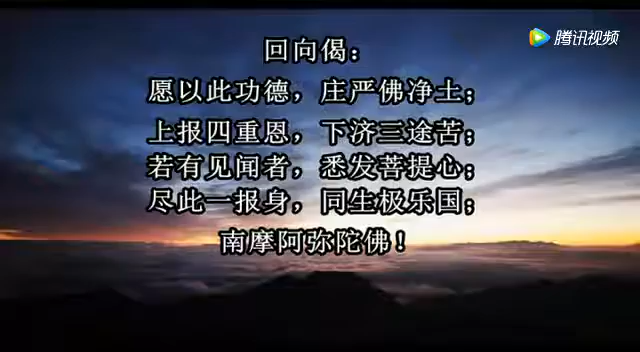 腾讯视频
回向偈：
愿以此功德，庄严佛净土；
上报四重恩，下济三途苦；
若有见闻者，悉发菩提心；
尽此一报身，同生极乐国；
南摩阿弥陀佛！